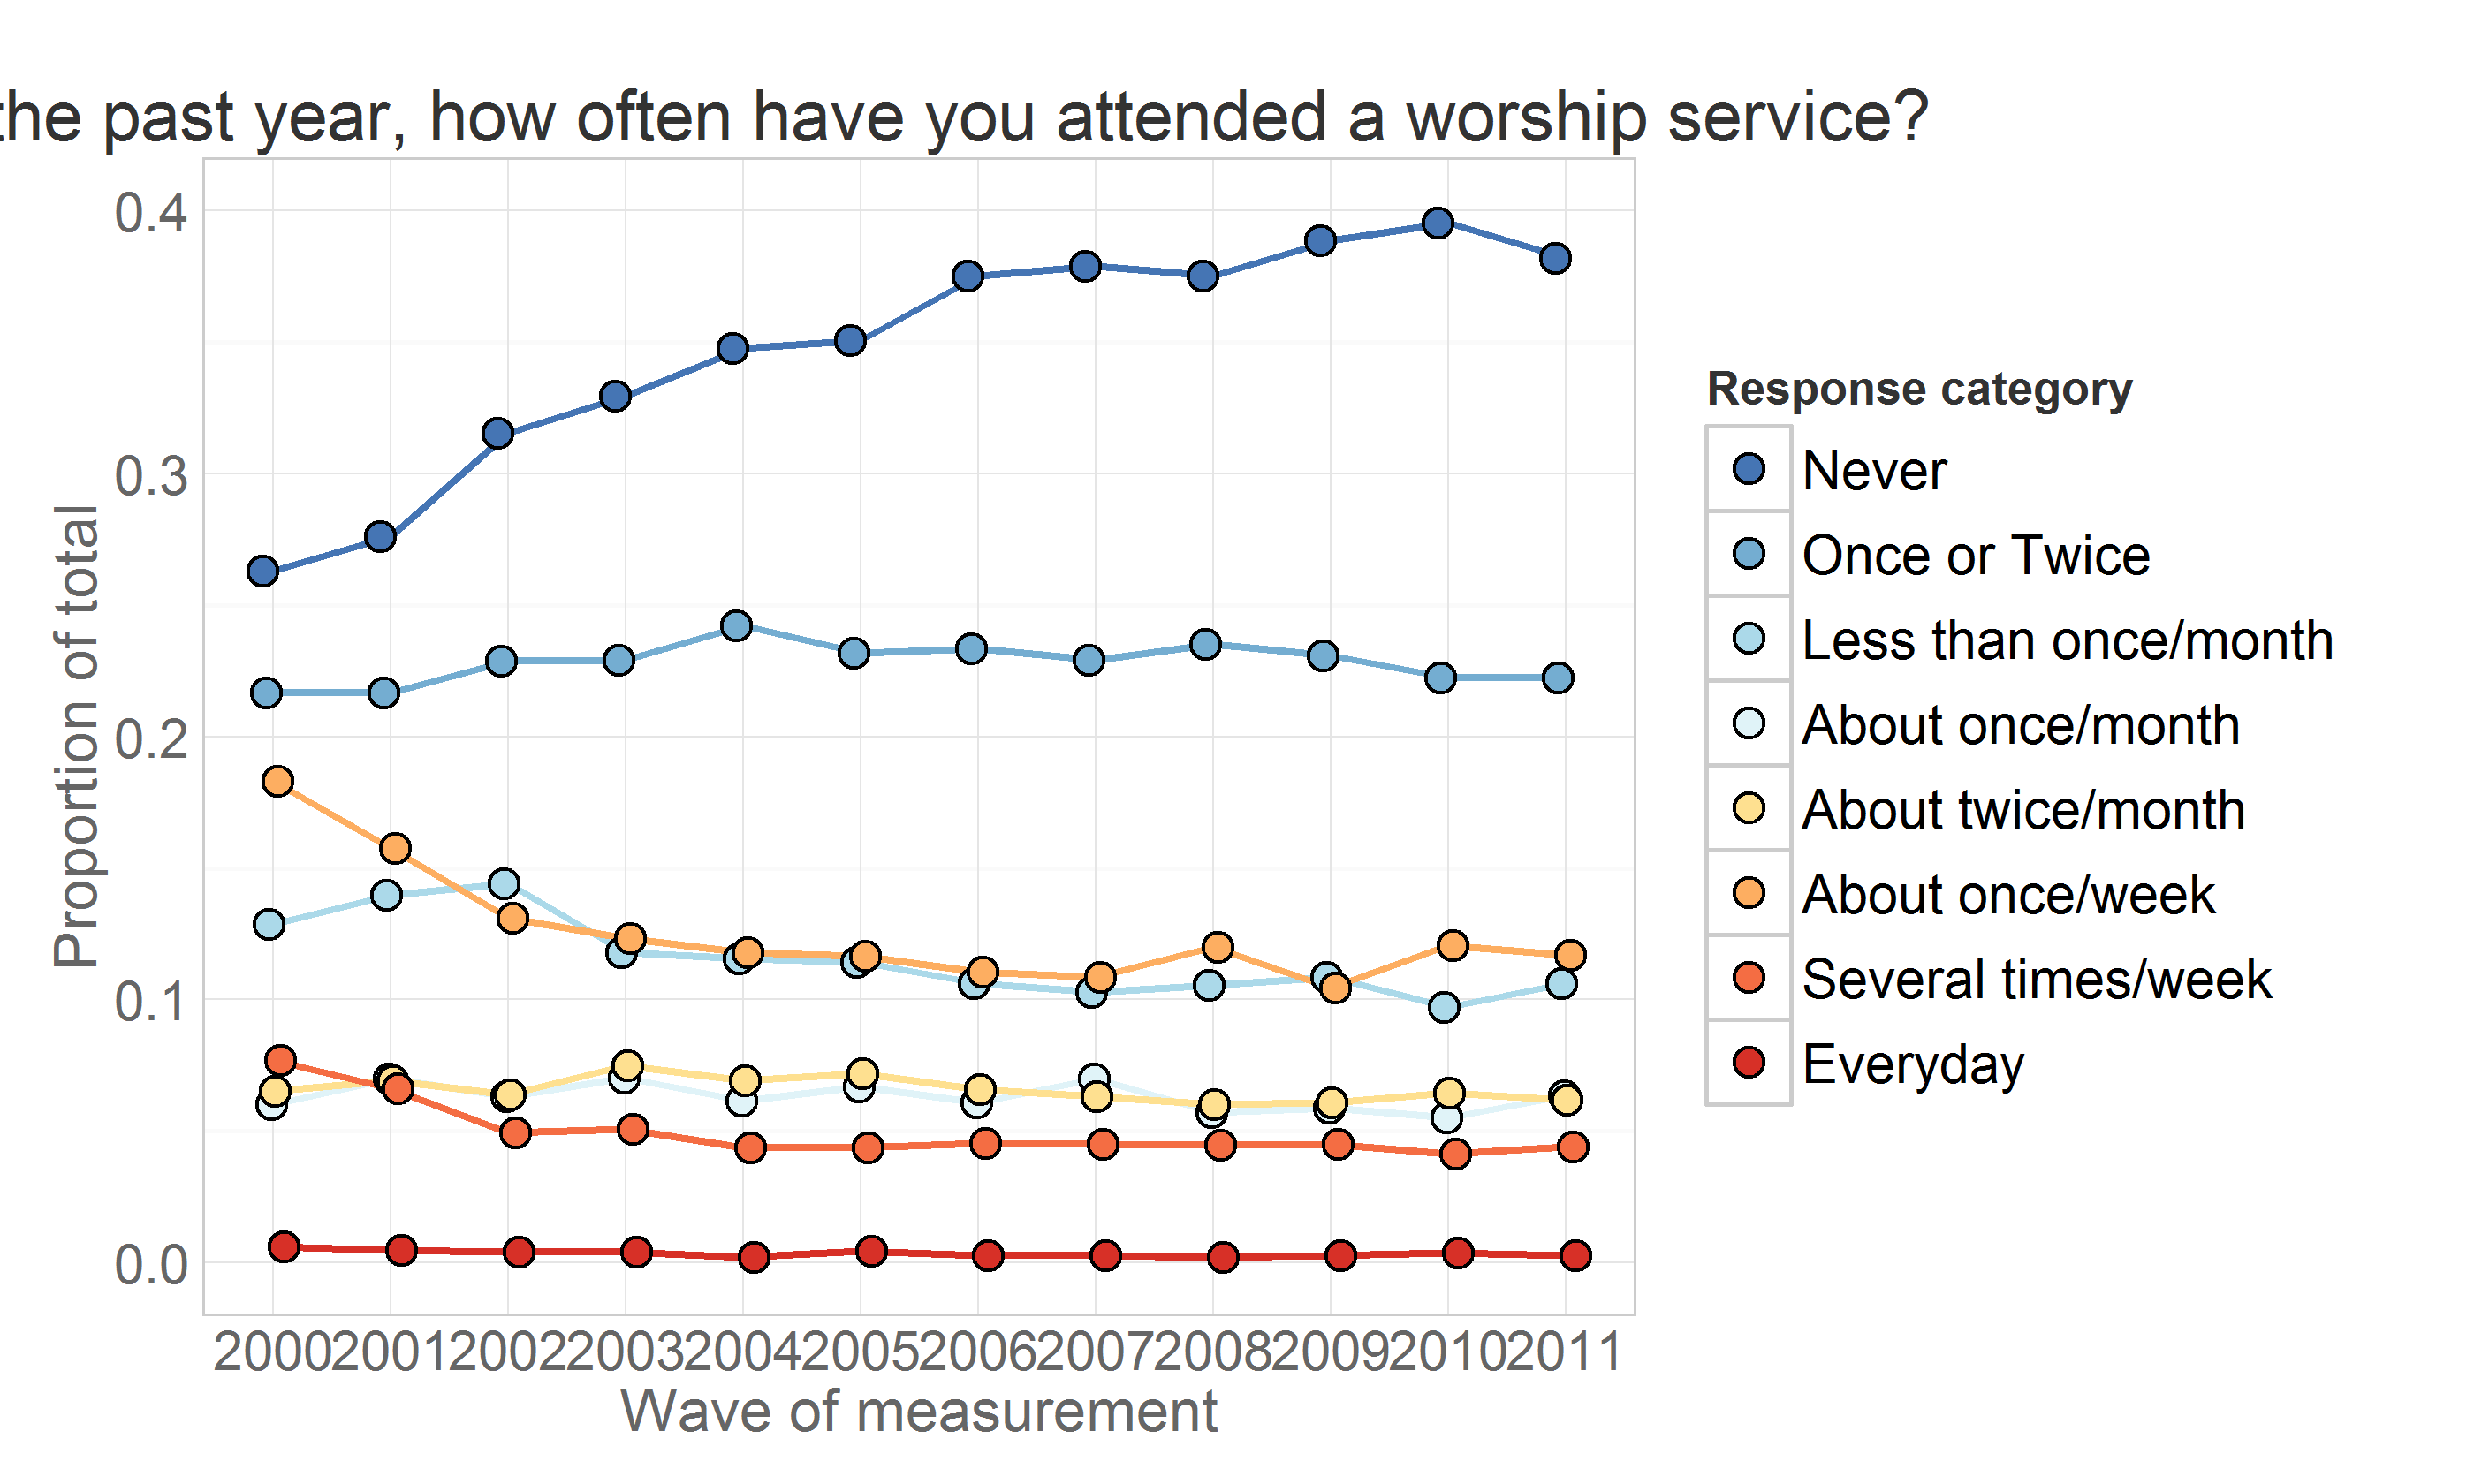 the past year, how often have you attended a worship service?
0.4
0.3
0.2
0.1
0.0
Proportion of total
2000 2001 2002 2003 2004 2005 2006 2007 2008 2009 2010 2011
Wave of measurement
Response category
Never
Once or Twice
Less than once/month
About once/month
About twice/month
About once/week
Several times/week
Everyday